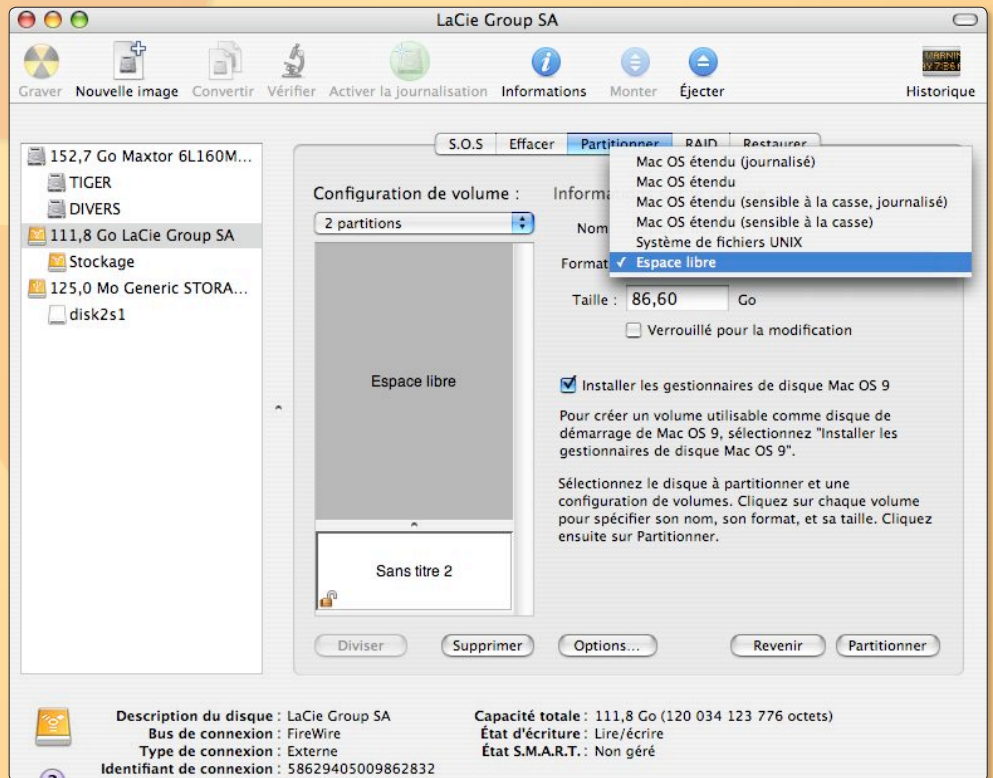 LaCie Group SA
Graver Nouvelle image Convertir Vérifier Activer la journalisation Informations Monter Éjecter Historique
152,7 Go Maxtor 6L160M...
TIGER
DIVERS
111,8 Go LaCie Group SA
Stockage
125,0 Mo Generic STORA...
disk2s1
S.O.S Effacer Partitionner RAID Restaurer
Configuration de volume :
2 partitions
Espace libre
Sans titre 2
Nom
Format
Mac OS étendu (journalisé)
Mac OS étendu
Mac OS étendu (sensible à la casse, journalisé)
Mac OS étendu (sensible à la casse)
Système de fichiers UNIX
✓ Espace libre
Taille : 86,60 Go
Verrouillé pour la modification
Installer les gestionnaires de disque Mac OS 9
Pour créer un volume utilisable comme disque de
démarrage de Mac OS 9, sélectionnez "Installer les
gestionnaires de disque Mac OS 9".
Sélectionnez le disque à partitionner et une
configuration de volumes. Cliquez sur chaque volume
pour spécifier son nom, son format, et sa taille. Cliquez
ensuite sur Partitionner.
Diviser Supprimer Options... Revenir Partitionner
Description du disque : LaCie Group SA
Bus de connexion : FireWire
Type de connexion : Externe
Identifiant de connexion : 58629405009862832
Capacité totale : 111,8 Go (120 034 123 776 octets)
État d'écriture : Lire/écrire
État S.M.A.R.T. : Non géré